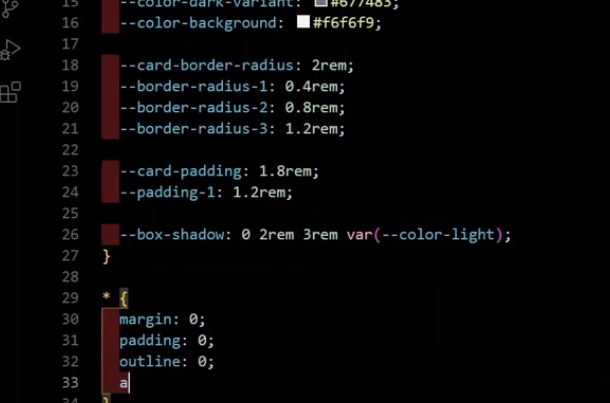 15 --color-dark-variant: #677483;
16 --color-background: #f6f6f9;
17
18 --card-border-radius: 2rem;
19 --border-radius-1: 0.4rem;
20 --border-radius-2: 0.8rem;
21 --border-radius-3: 1.2rem;
22
23 --card-padding: 1.8rem;
24 --padding-1: 1.2rem;
25
26 --box-shadow: 0 2rem 3rem var(--color-light);
27 }
28
29 * {
30 margin: 0;
31 padding: 0;
32 outline: 0;
33 a
34 }